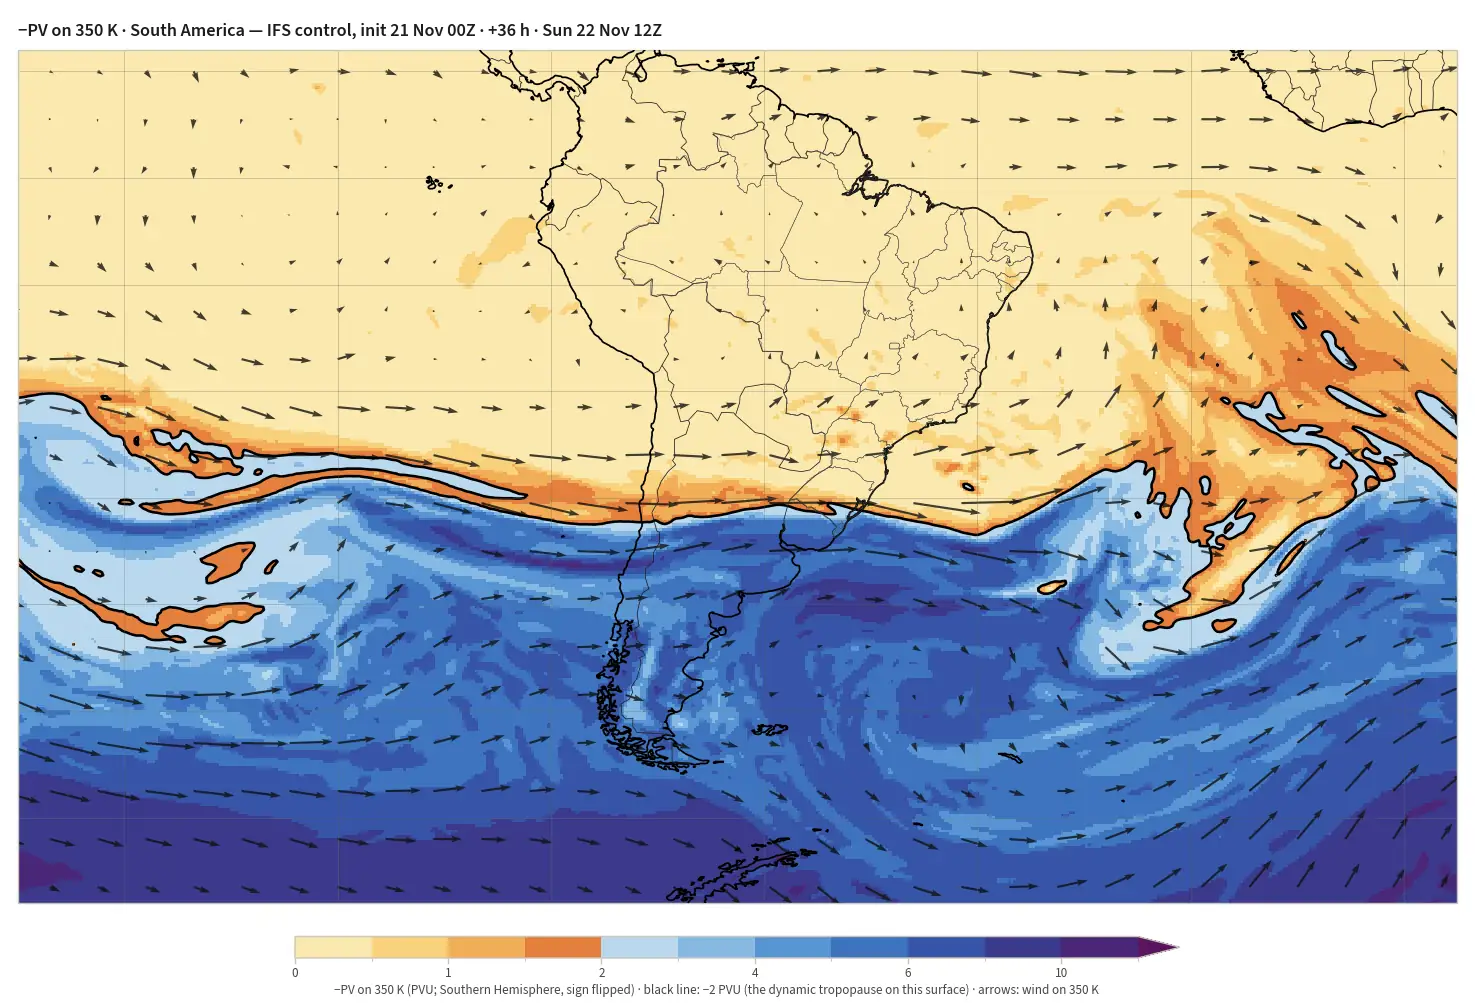 −PV on 350 K · South America — IFS control, init 21 Nov 00Z · +36 h · Sun 22 Nov 12Z
0 1 2 4 6 10
−PV on 350 K (PVU; Southern Hemisphere, sign flipped) · black line: −2 PVU (the dynamic tropopause on this surface) · arrows: wind on 350 K